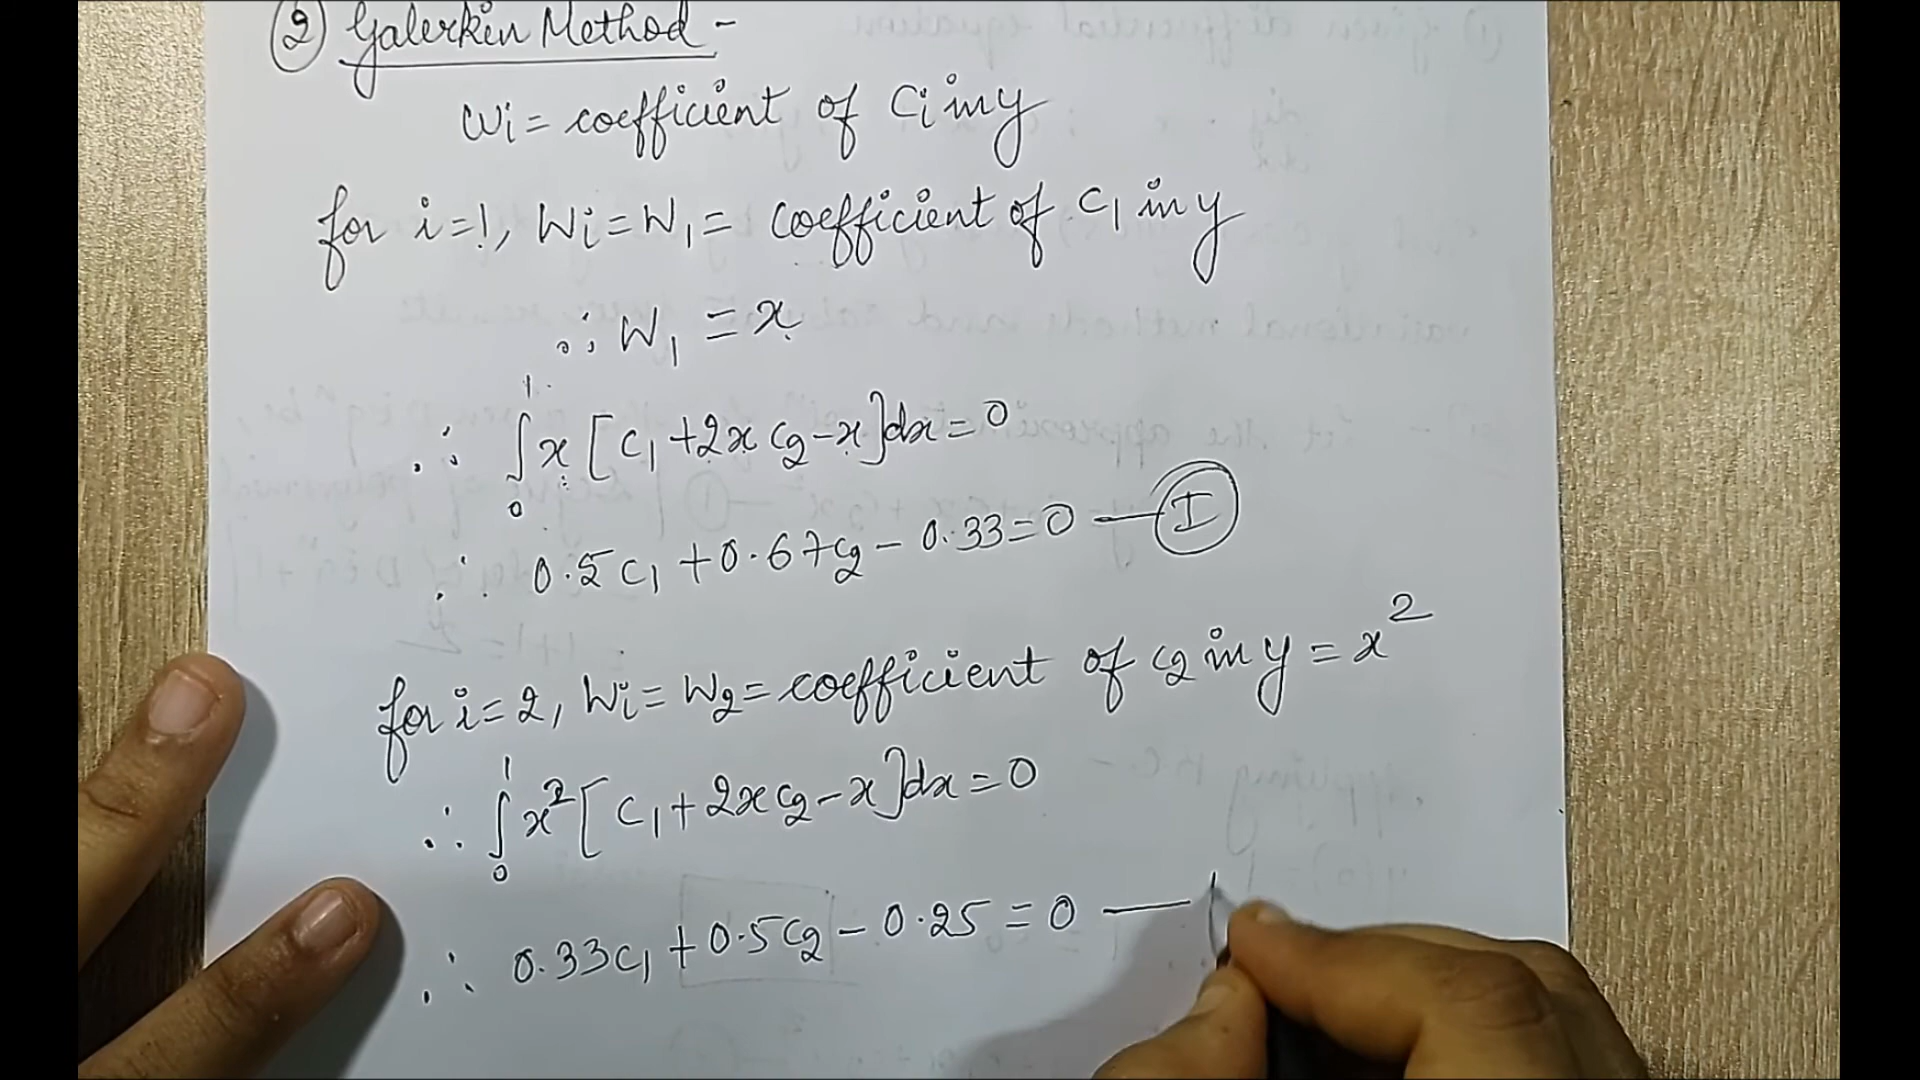 ② Galerkin Method -
Wi = coefficient of Ci in y
for i=1, Wi = W₁ = coefficient of C₁ in y
∴ W₁ = x
∴ ∫₀¹ x [C₁ + 2x C₂ - x] dx = 0
∴ 0.5 C₁ + 0.67 C₂ - 0.33 = 0 — Ⓘ
for i=2, Wi = W₂ = coefficient of C₂ in y = x²
∴ ∫₀¹ x² [C₁ + 2x C₂ - x] dx = 0
∴ 0.33 C₁ + 0.5 C₂ - 0.25 = 0 —